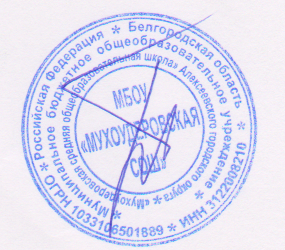 Российская Федерация * Белгородская область *
Муниципальное бюджетное общеобразовательное учреждение *
«Мухоудеровская средняя общеобразовательная школа» Алексеевского городского округа *
* ОГРН 1033106501889 * ИНН 3122009210
МБОУ
«МУХОУДЕРОВСКАЯ
СОШ»